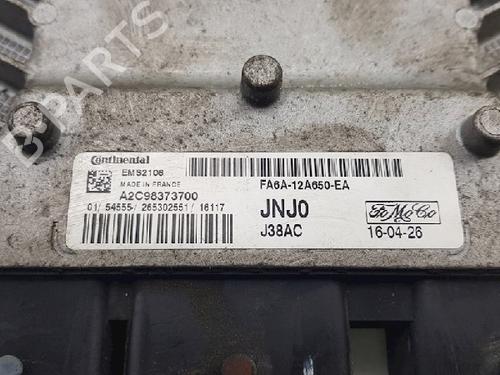 B PARTS
Continental
EMS2106
MADE IN FRANCE
A2C98373700
01/ 54555-/ 265302551/ 16117
FA6A-12A650-EA
JNJ0
J38AC
FoMoCo
16-04-26